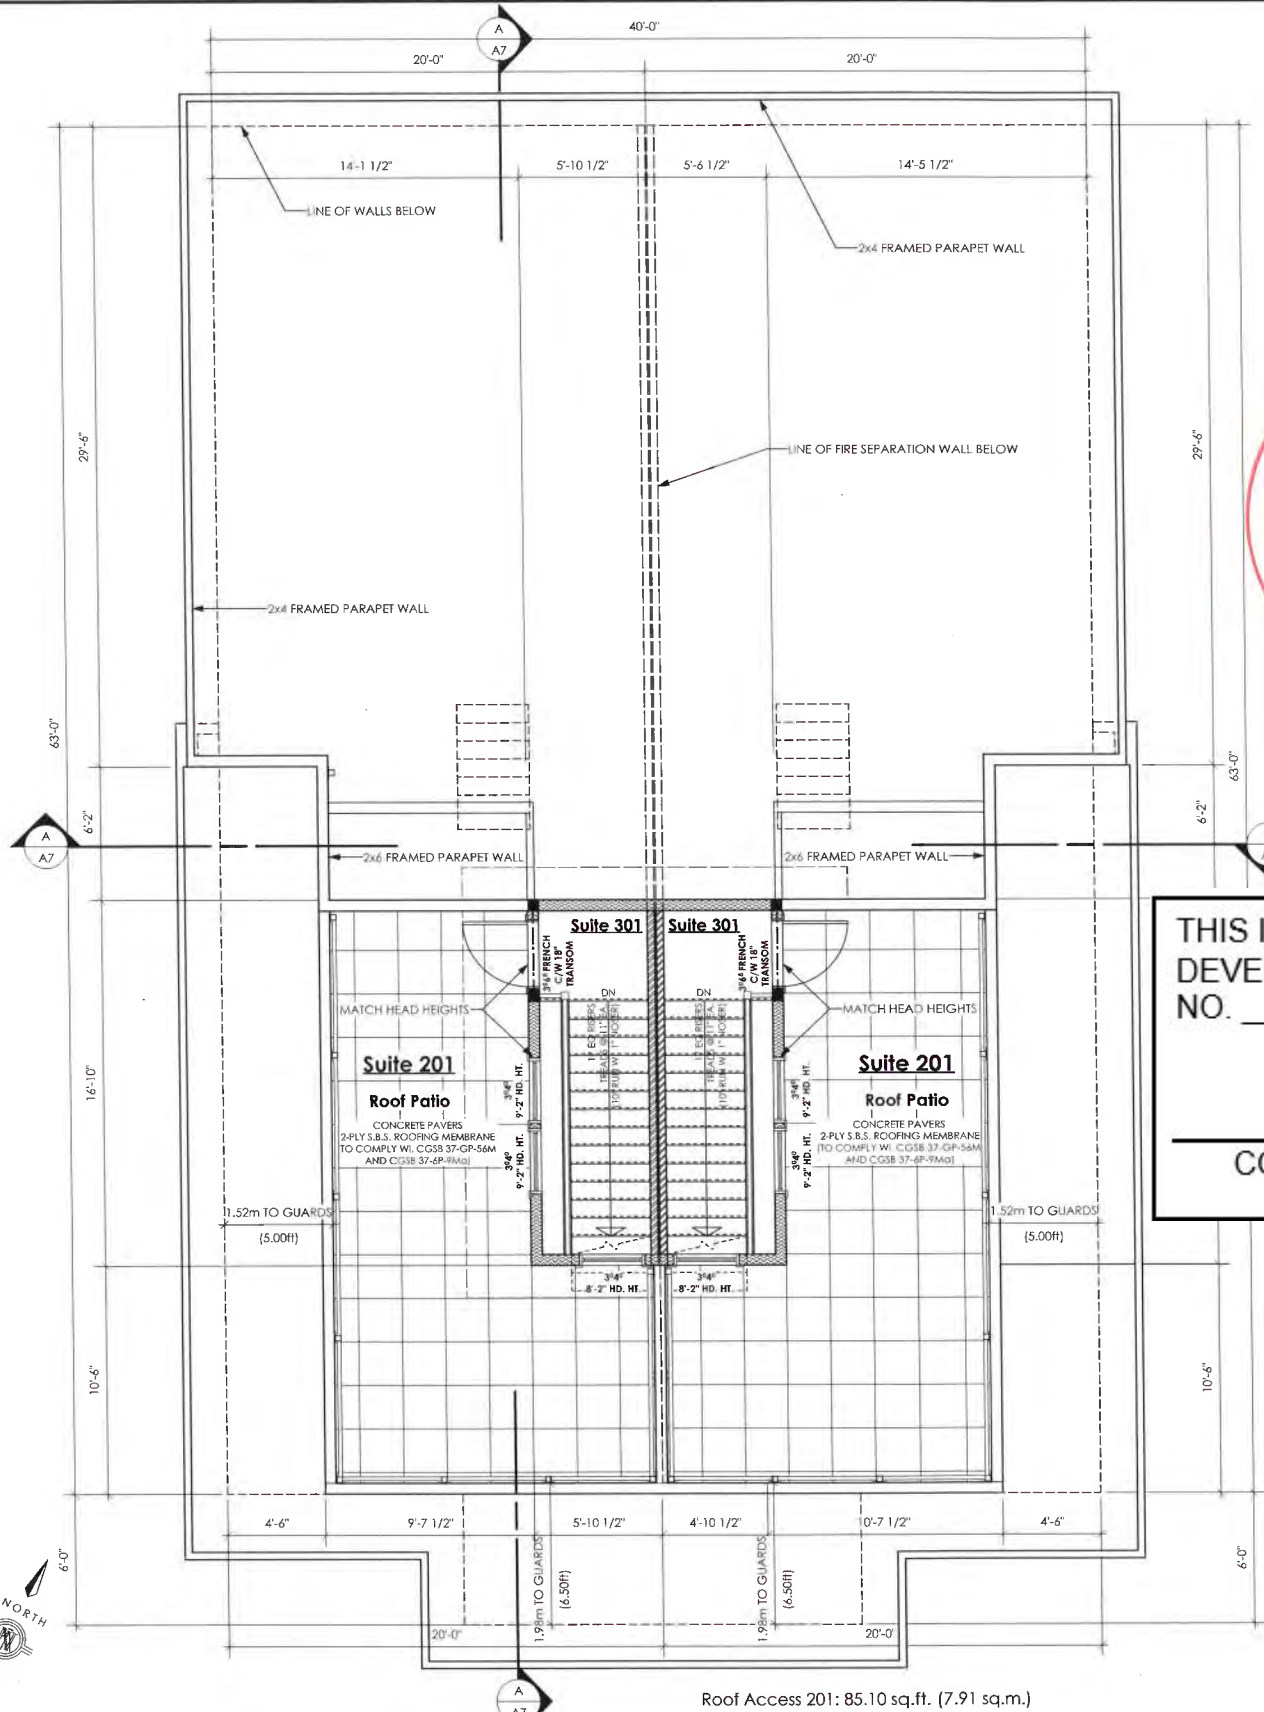 A
A7
40'-0"
20'-0"
20'-0"
14'-1 1/2"
5'-10 1/2"
5'-6 1/2"
14'-5 1/2"
LINE OF WALLS BELOW
2x4 FRAMED PARAPET WALL
29'-6"
29'-6"
LINE OF FIRE SEPARATION WALL BELOW
2x4 FRAMED PARAPET WALL
63'-0"
63'-0"
6'-2"
6'-2"
A
A7
2x6 FRAMED PARAPET WALL
2x6 FRAMED PARAPET WALL
THIS
DEVE
NO.
CO
Suite 301
Suite 301
FRENCH
C/W 18"
TRANSOM
FRENCH
C/W 18"
TRANSOM
DN
DN
MATCH HEAD HEIGHTS
MATCH HEAD HEIGHTS
Suite 201
Suite 201
Roof Patio
Roof Patio
CONCRETE PAVERS
2-PLY S.B.S. ROOFING MEMBRANE
TO COMPLY WI. CGSB 37-GP-56M
AND CGSB 37-6P-9Ma)
CONCRETE PAVERS
2-PLY S.B.S. ROOFING MEMBRANE
(TO COMPLY WI. CGSB 37-GP-56M
AND CGSB 37-6P-9Ma)
9'-2" HD. HT.
9'-2" HD. HT.
9'-2" HD. HT.
9'-2" HD. HT.
16'-10"
1.52m TO GUARDS
(5.00ft)
1.52m TO GUARDS
(5.00ft)
8'-2" HD. HT.
8'-2" HD. HT.
10'-6"
10'-6"
4'-6"
9'-7 1/2"
5'-10 1/2"
4'-10 1/2"
10'-7 1/2"
4'-6"
6'-0"
6'-0"
1.98m TO GUARDS
(6.50ft)
1.98m TO GUARDS
(6.50ft)
NORTH
20'-0"
20'-0"
A
A7
Roof Access 201: 85.10 sq.ft. (7.91 sq.m.)